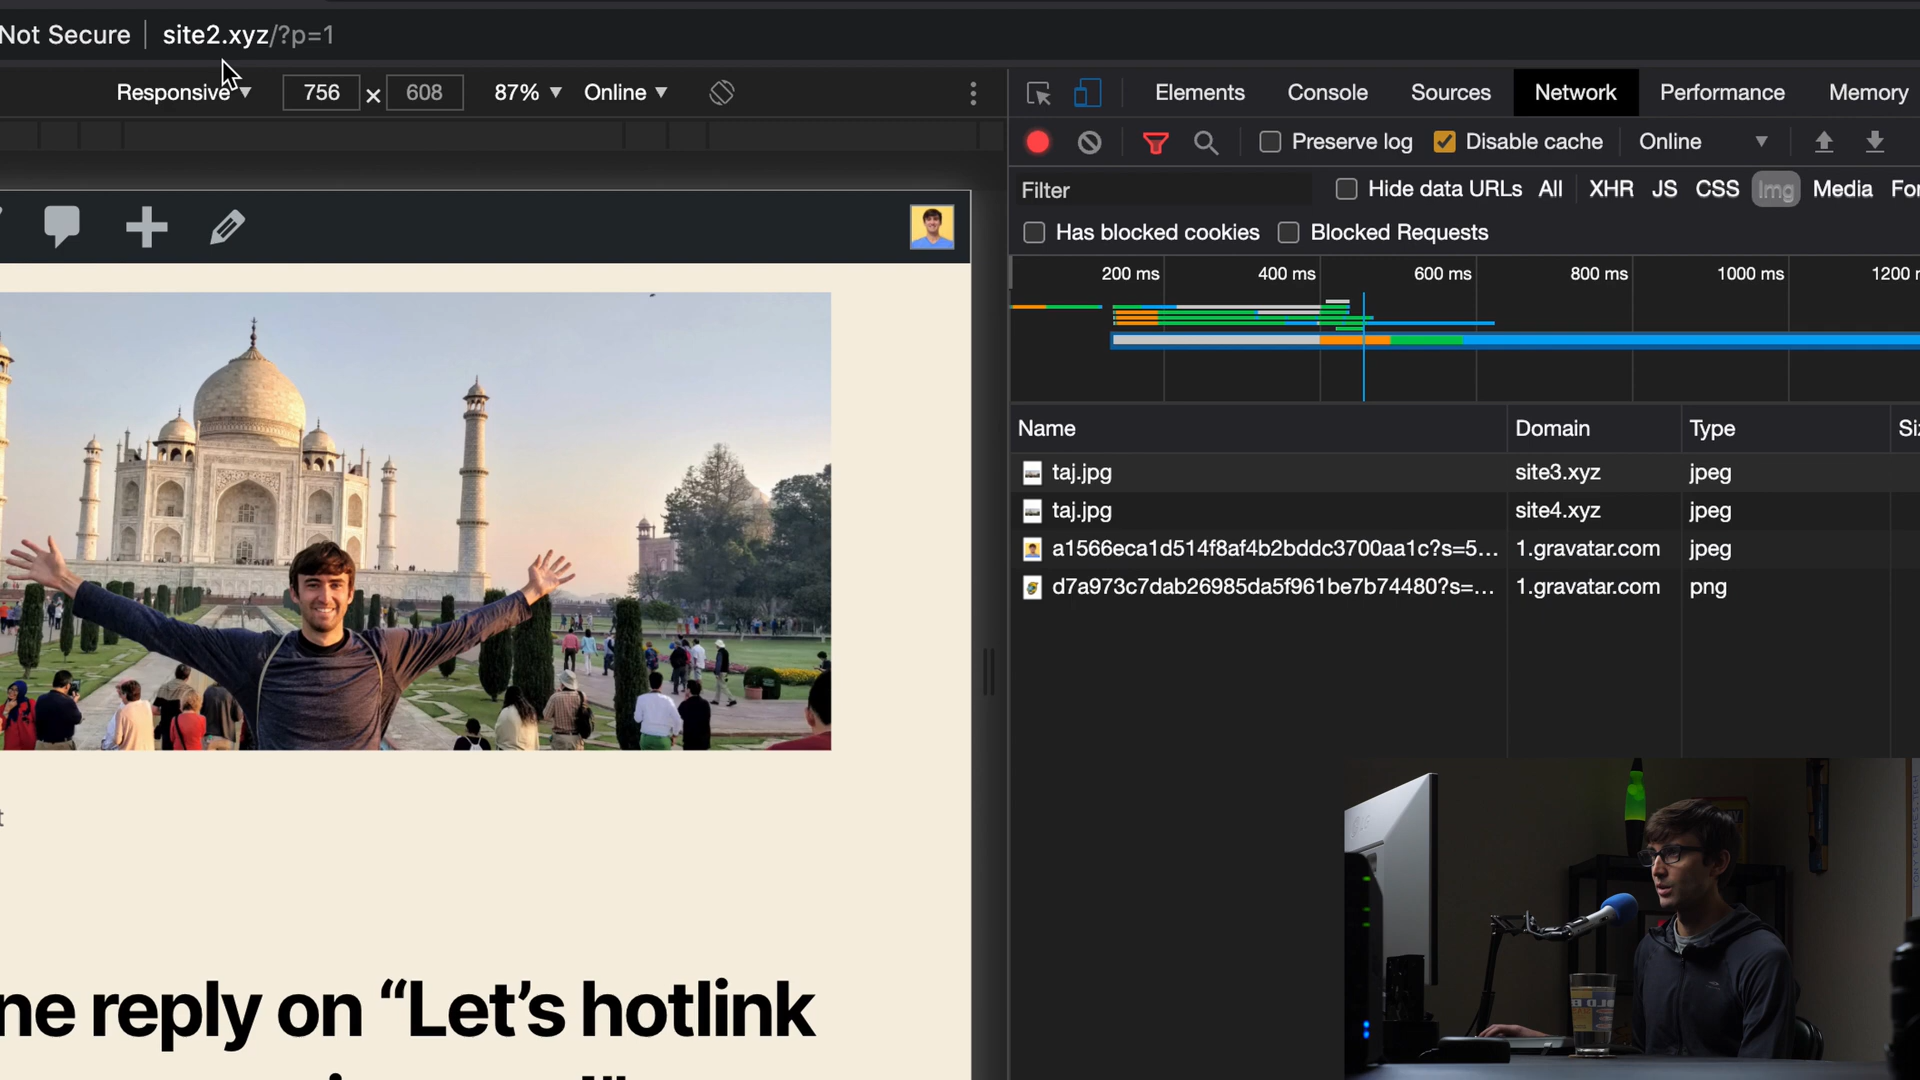 Not Secure | site2.xyz/?p=1
Responsive 756 × 608 87% Online
Elements Console Sources Network Performance Memory
Preserve log Disable cache Online
Filter Hide data URLs All XHR JS CSS Img Media Fo
Has blocked cookies Blocked Requests
200 ms 400 ms 600 ms 800 ms 1000 ms 1200
Name Domain Type Si
taj.jpg site3.xyz jpeg
taj.jpg site4.xyz jpeg
a1566eca1d514f8af4b2bddc3700aa1c?s=5... 1.gravatar.com jpeg
d7a973c7dab26985da5f961be7b74480?s=... 1.gravatar.com png
t
ne reply on “Let’s hotlink